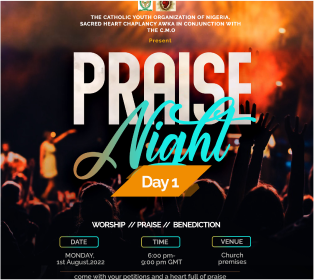 THE CATHOLIC YOUTH ORGANIZATION OF NIGERIA,
SACRED HEART CHAPLANCY AWKA IN CONJUNCTION WITH
THE C.M.O
Present
PRAISE
Night
Day 1
WORSHIP // PRAISE // BENEDICTION
DATE
MONDAY,
1st August,2022
TIME
6:00 pm-
9:00 pm GMT
VENUE
Church
premises
come with your petitions and a heart full of praise